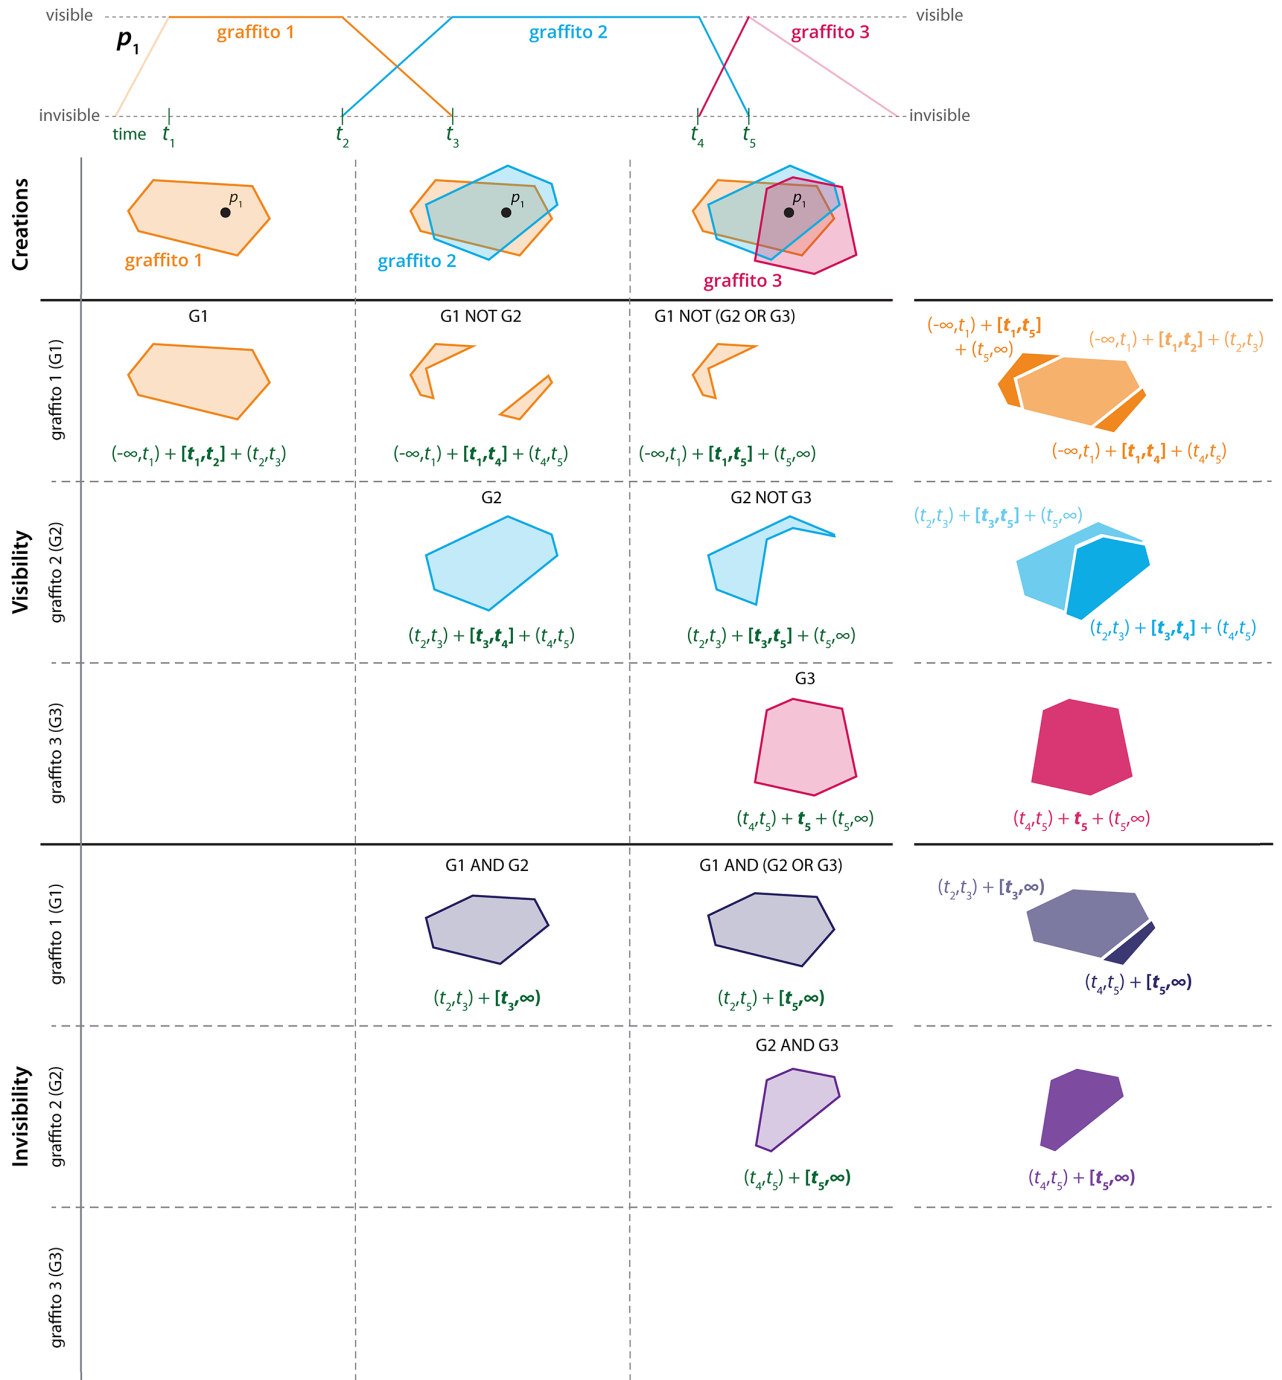 visible graffito 1 graffito 2 graffito 3 visible
p1
invisible invisible
time t1 t2 t3 t4 t5
Creations
p1 p1 p1
graffito 1 graffito 2 graffito 3
Visibility
graffito 1 (G1)
G1 G1 NOT G2 G1 NOT (G2 OR G3)
(-∞,t1) + [t1,t2] + (t2,t3) (-∞,t1) + [t1,t4] + (t4,t5) (-∞,t1) + [t1,t5] + (t5,∞)
(-∞,t1) + [t1,t5]
+ (t5,∞)
(-∞,t1) + [t1,t2] + (t2,t3)
(-∞,t1) + [t1,t4] + (t4,t5)
graffito 2 (G2)
G2 G2 NOT G3
(t2,t3) + [t3,t4] + (t4,t5) (t2,t3) + [t3,t5] + (t5,∞)
(t2,t3) + [t3,t5] + (t5,∞)
(t2,t3) + [t3,t4] + (t4,t5)
graffito 3 (G3)
G3
(t4,t5) + t5 + (t5,∞) (t4,t5) + t5 + (t5,∞)
Invisibility
graffito 1 (G1)
G1 AND G2 G1 AND (G2 OR G3)
(t2,t3) + [t3,∞) (t2,t5) + [t5,∞)
(t2,t3) + [t3,∞)
(t4,t5) + [t5,∞)
graffito 2 (G2)
G2 AND G3
(t4,t5) + [t5,∞) (t4,t5) + [t5,∞)
graffito 3 (G3)